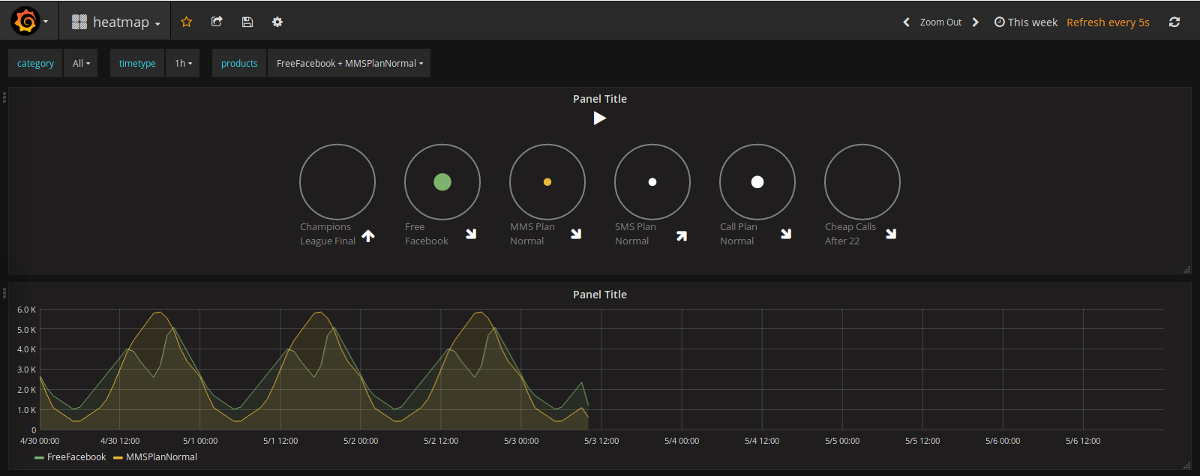 heatmap
Zoom Out
This week
Refresh every 5s
category
All
timetype
1h
products
FreeFacebook + MMSPlanNormal
Panel Title
Champions
League Final
Free
Facebook
MMS Plan
Normal
SMS Plan
Normal
Call Plan
Normal
Cheap Calls
After 22
Panel Title
6.0 K
5.0 K
4.0 K
3.0 K
2.0 K
1.0 K
0
4/30 00:00
4/30 12:00
5/1 00:00
5/1 12:00
5/2 00:00
5/2 12:00
5/3 00:00
5/3 12:00
5/4 00:00
5/4 12:00
5/5 00:00
5/5 12:00
5/6 00:00
5/6 12:00
FreeFacebook
MMSPlanNormal